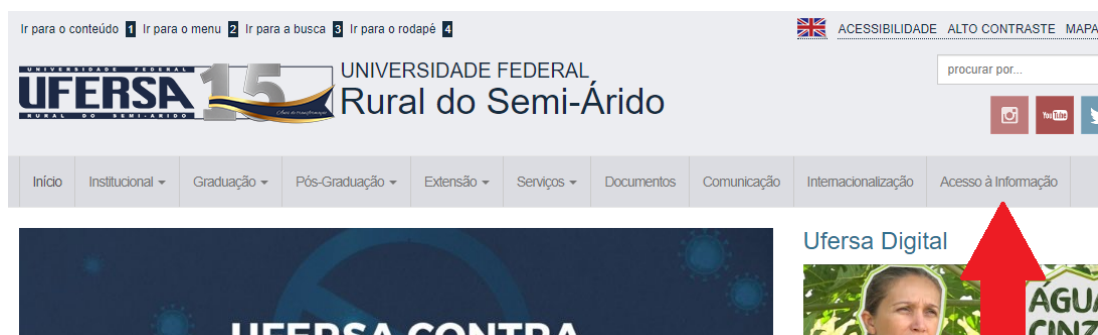 Ir para o conteúdo 1 Ir para o menu 2 Ir para a busca 3 Ir para o rodapé 4
ACESSIBILIDADE ALTO CONTRASTE MAPA
UNIVERSIDADE FEDERAL
UFERSA 15
RURAL DO SEMI-ÁRIDO
UNIVERSIDADE FEDERAL
Rural do Semi-Árido
procurar por...
You Tube
Início Institucional Graduação Pós-Graduação Extensão Serviços Documentos Comunicação Internacionalização Acesso à Informação
Ufersa Digital
UFERSA CONTRA
ÁGUA
CINZ